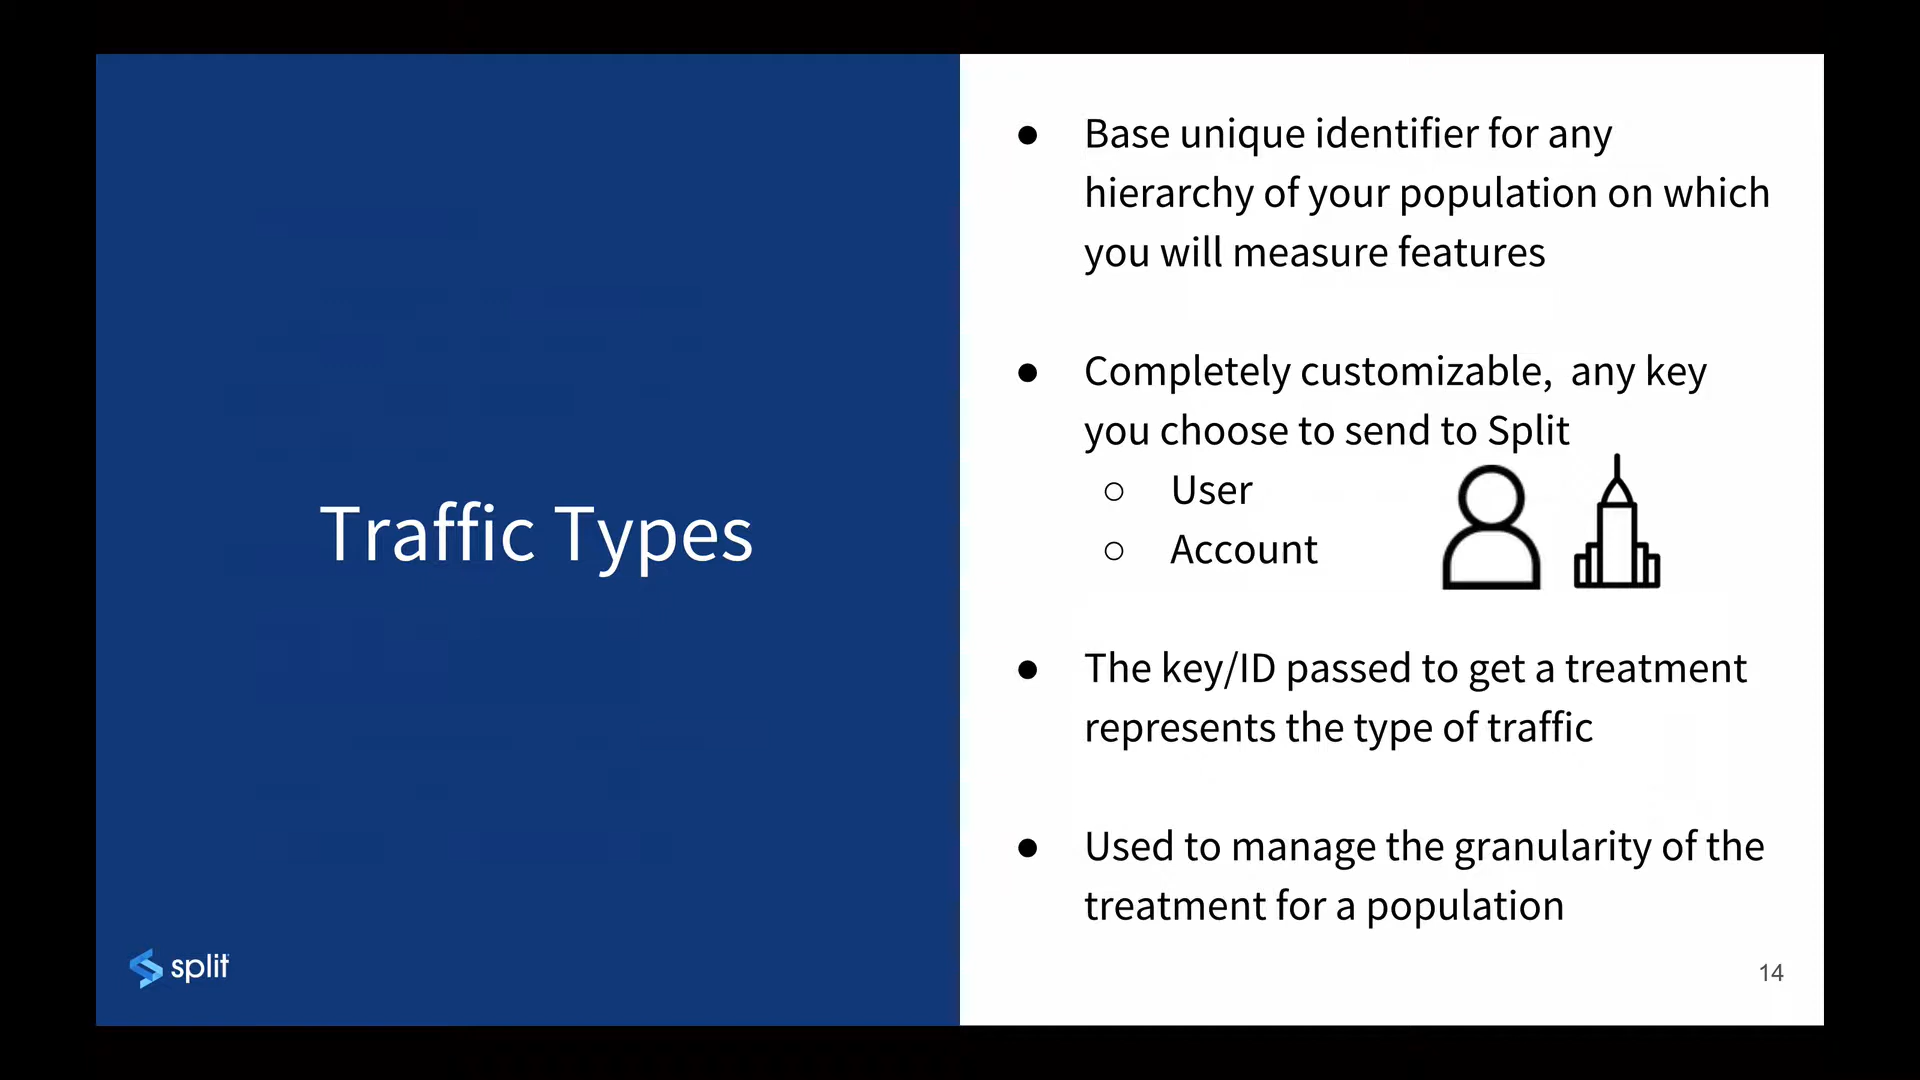 Traffic Types
● Base unique identifier for any
hierarchy of your population on which
you will measure features
● Completely customizable,  any key
you choose to send to Split
○ User
○ Account
● The key/ID passed to get a treatment
represents the type of traffic
● Used to manage the granularity of the
treatment for a population
split
14